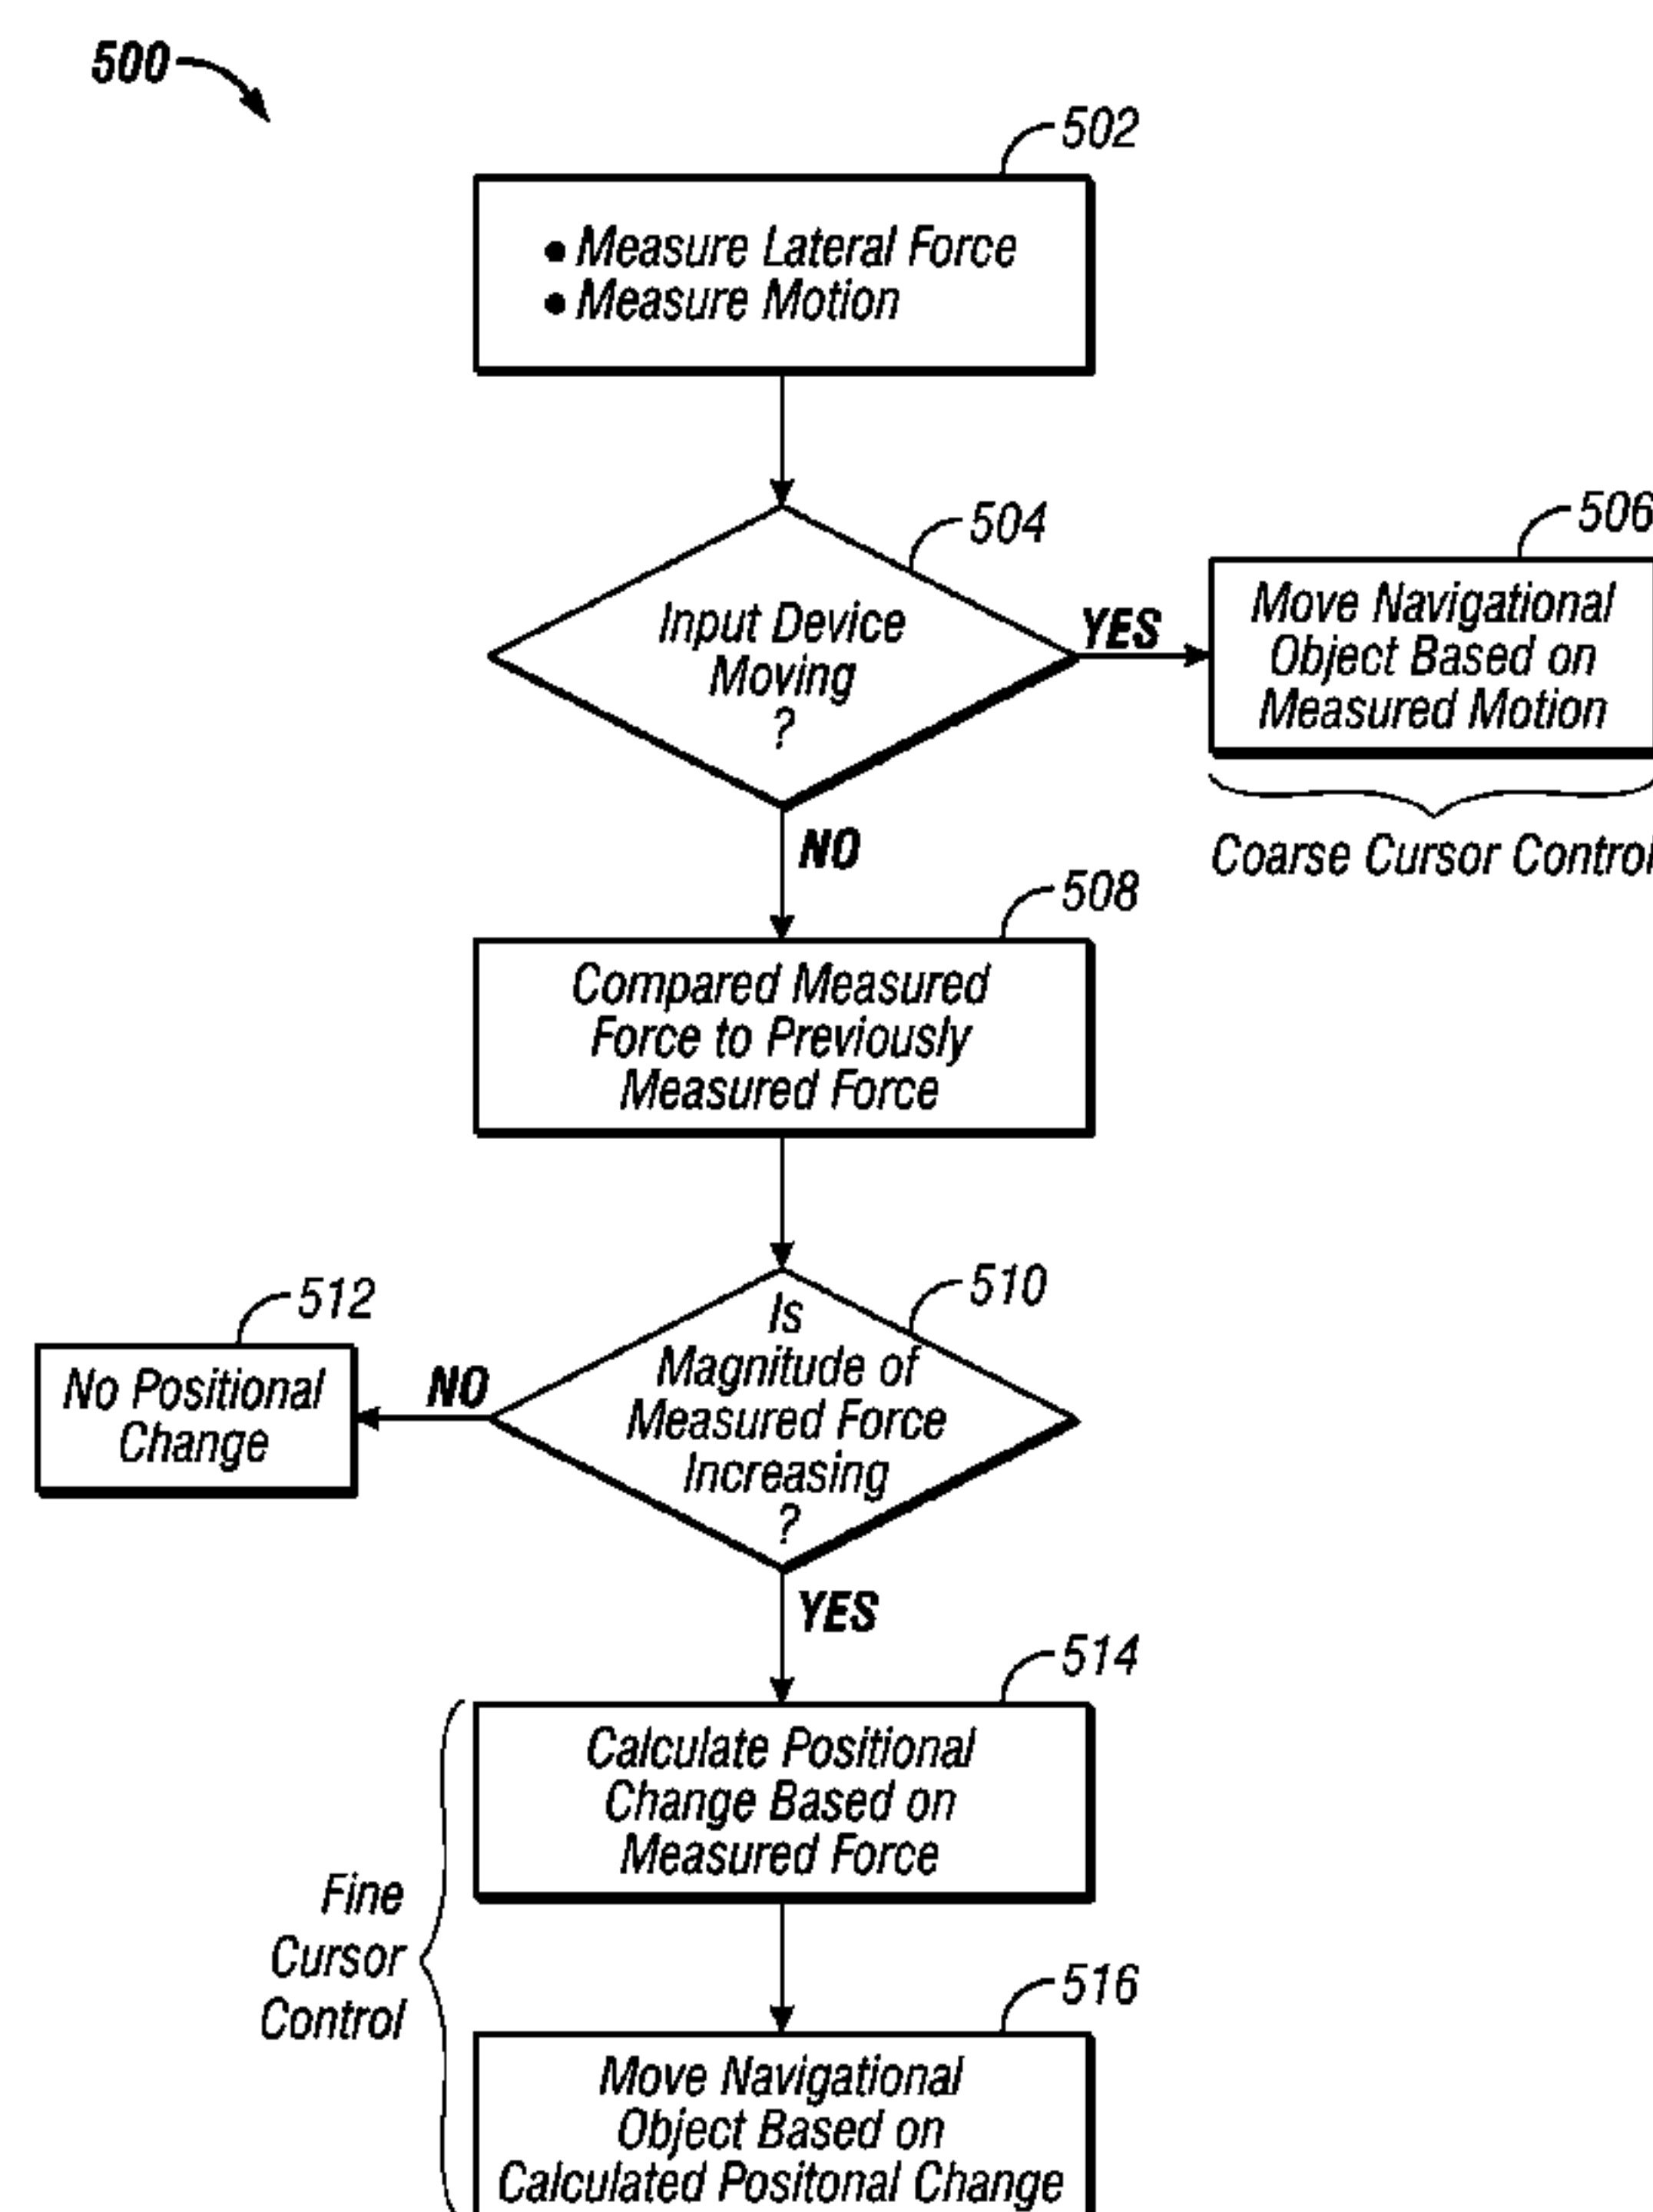 500
502
• Measure Lateral Force
• Measure Motion
504
Input Device
Moving
?
YES
506
Move Navigational
Object Based on
Measured Motion
Coarse Cursor Control
NO
508
Compared Measured
Force to Previously
Measured Force
510
Is
Magnitude of
Measured Force
Increasing
?
NO
512
No Positional
Change
YES
514
Calculate Positional
Change Based on
Measured Force
Fine
Cursor
Control
516
Move Navigational
Object Based on
Calculated Positonal Change